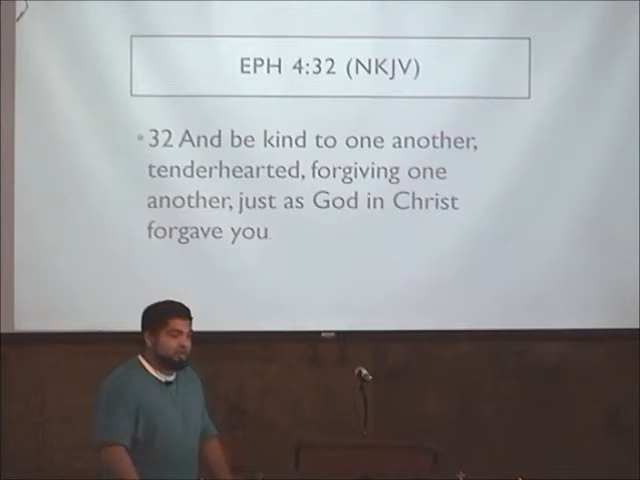 EPH 4:32 (NKJV)
• 32 And be kind to one another,
tenderhearted, forgiving one
another, just as God in Christ
forgave you